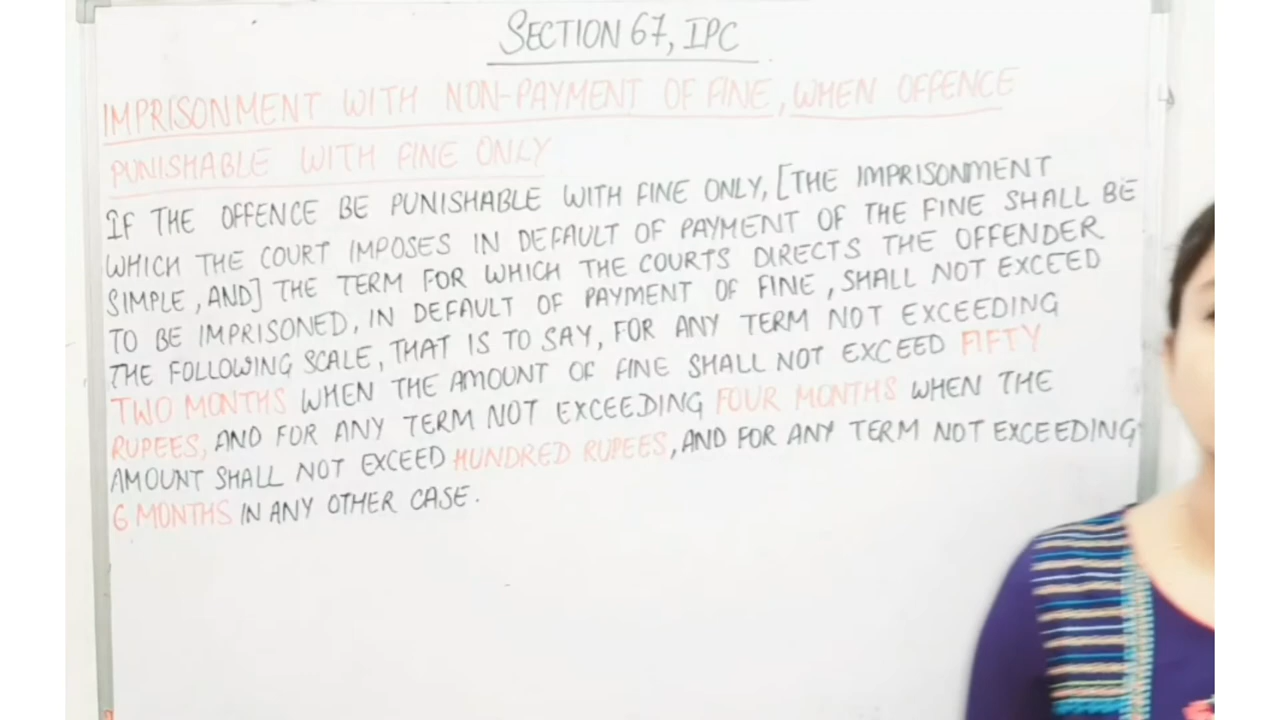 SECTION 67, IPC
IMPRISONMENT WITH NON-PAYMENT OF FINE, WHEN OFFENCE
PUNISHABLE WITH FINE ONLY
IF THE OFFENCE BE PUNISHABLE WITH FINE ONLY, [THE IMPRISONMENT
WHICH THE COURT IMPOSES IN DEFAULT OF PAYMENT OF THE FINE SHALL BE
SIMPLE, AND] THE TERM FOR WHICH THE COURTS DIRECTS THE OFFENDER
TO BE IMPRISONED, IN DEFAULT OF PAYMENT OF FINE, SHALL NOT EXCEED
THE FOLLOWING SCALE, THAT IS TO SAY, FOR ANY TERM NOT EXCEEDING
TWO MONTHS WHEN THE AMOUNT OF FINE SHALL NOT EXCEED FIFTY
RUPEES, AND FOR ANY TERM NOT EXCEEDING FOUR MONTHS WHEN THE
AMOUNT SHALL NOT EXCEED HUNDRED RUPEES, AND FOR ANY TERM NOT EXCEEDING
6 MONTHS IN ANY OTHER CASE.